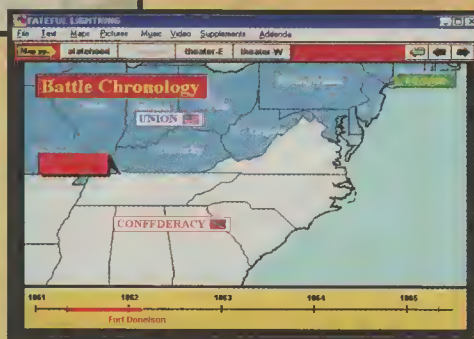 FATEFUL LIGHTNING
File Text Maps Pictures Music Video Supplements Addenda
statehood theater-E theater-W
Battle Chronology
UNION
CONFEDERACY
1861 1862 1863 1864 1865
Fort Donelson